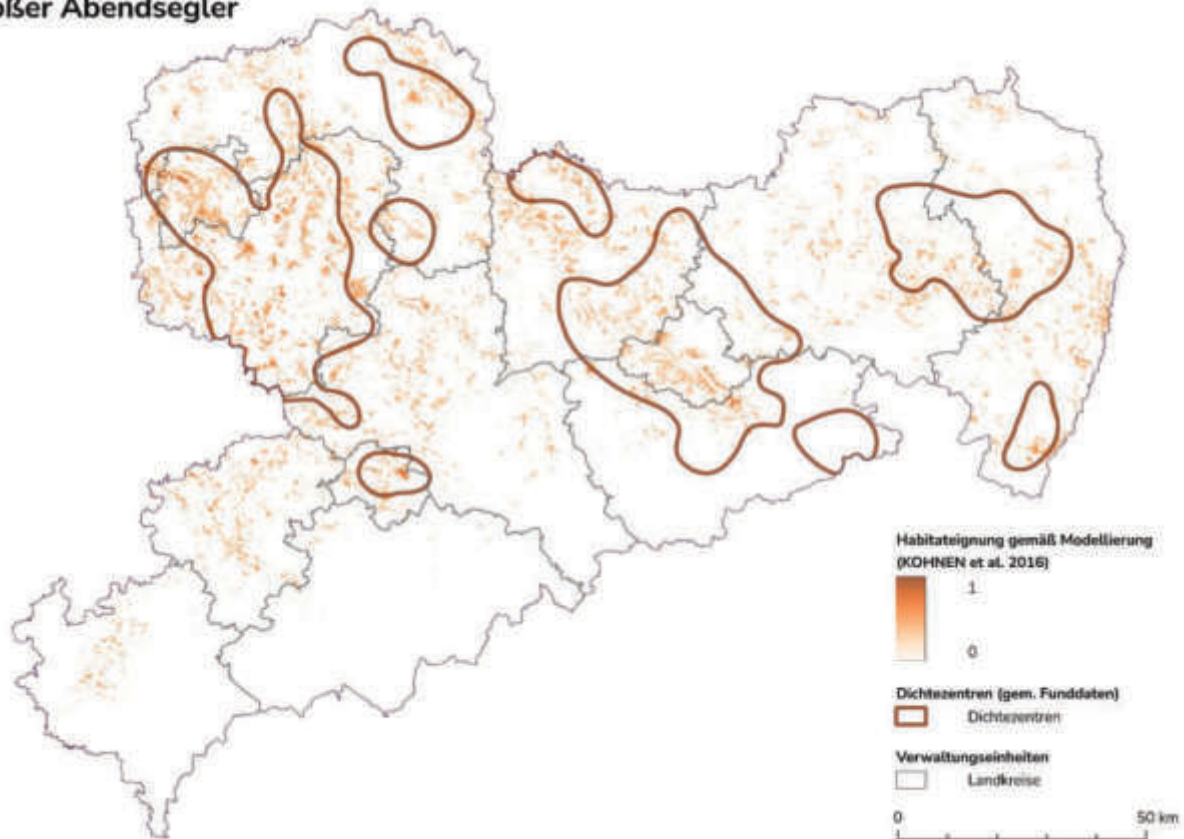 oßer Abendsegler
Habitateignung gemäß Modellierung
(KOHNEN et al. 2016)
1
0
Dichtezentren (gem. Funddaten)
Dichtezentren
Verwaltungseinheiten
Landkreise
0 50 km